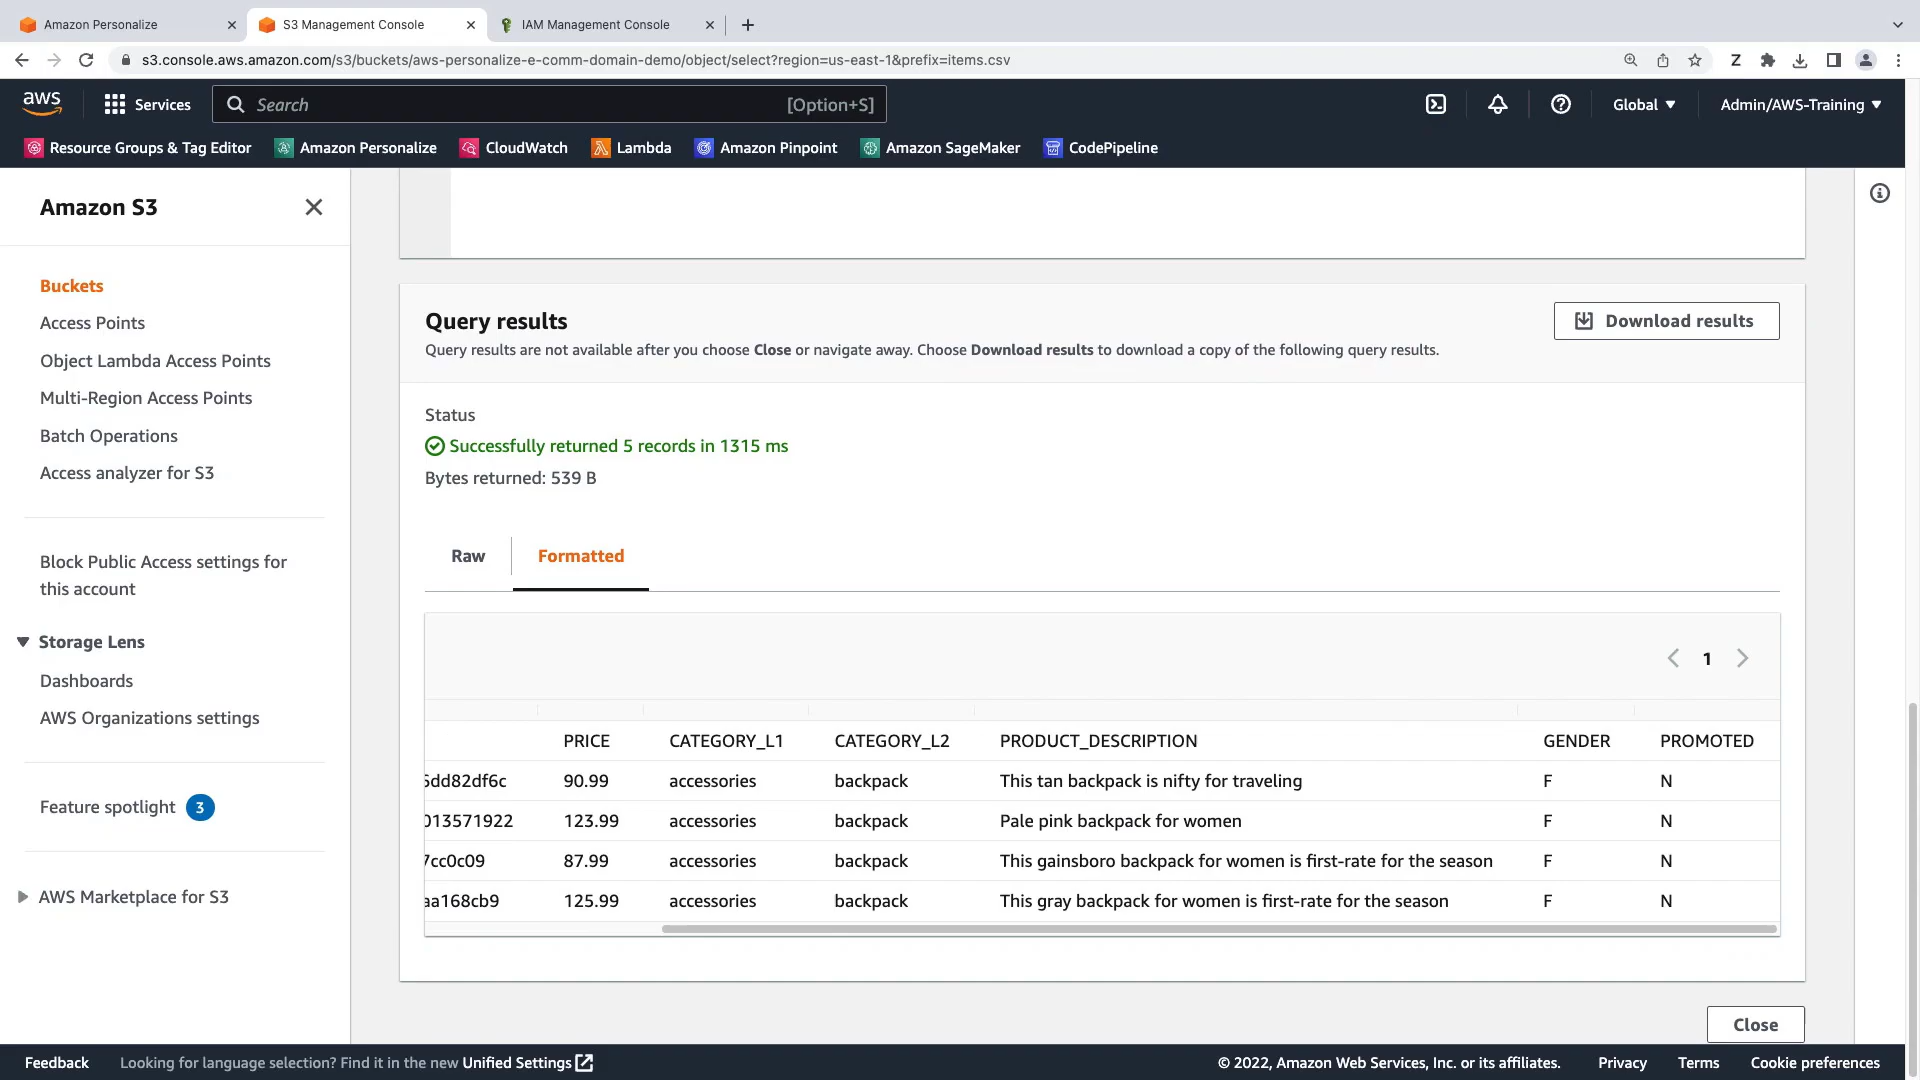 Amazon Personalize
S3 Management Console
IAM Management Console
s3.console.aws.amazon.com/s3/buckets/aws-personalize-e-comm-domain-demo/object/select?region=us-east-1&prefix=items.csv
Z
aws
Services
Search
[Option+S]
Global
Admin/AWS-Training
Resource Groups & Tag Editor
Amazon Personalize
CloudWatch
Lambda
Amazon Pinpoint
Amazon SageMaker
CodePipeline
Amazon S3
Buckets
Access Points
Object Lambda Access Points
Multi-Region Access Points
Batch Operations
Access analyzer for S3
Block Public Access settings for
this account
Storage Lens
Dashboards
AWS Organizations settings
Feature spotlight 3
AWS Marketplace for S3
Query results
Query results are not available after you choose Close or navigate away. Choose Download results to download a copy of the following query results.
Download results
Status
Successfully returned 5 records in 1315 ms
Bytes returned: 539 B
Raw
Formatted
1
PRICE CATEGORY_L1 CATEGORY_L2 PRODUCT_DESCRIPTION GENDER PROMOTED
dd82df6c 90.99 accessories backpack This tan backpack is nifty for traveling F N
013571922 123.99 accessories backpack Pale pink backpack for women F N
7cc0c09 87.99 accessories backpack This gainsboro backpack for women is first-rate for the season F N
aa168cb9 125.99 accessories backpack This gray backpack for women is first-rate for the season F N
Close
Feedback
Looking for language selection? Find it in the new Unified Settings
© 2022, Amazon Web Services, Inc. or its affiliates.
Privacy
Terms
Cookie preferences